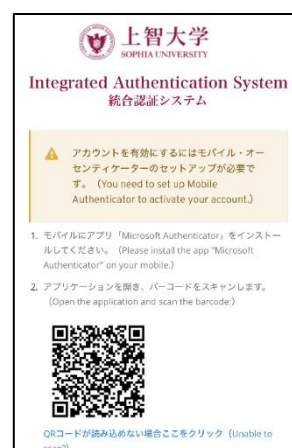 上智大学
SOPHIA UNIVERSITY
Integrated Authentication System
統合認証システム
アカウントを有効にするにはモバイル・オー
センティケーターのセットアップが必要で
す。 (You need to set up Mobile
Authenticator to activate your account.)
1. モバイルにアプリ「Microsoft Authenticator」をインストー
ルしてください。 (Please install the app "Microsoft
Authenticator" on your mobile.)
2. アプリケーションを開き、バーコードをスキャンします。
(Open the application and scan the barcode:)
QRコードが読み込めない場合ここをクリック (Unable to
scan?)